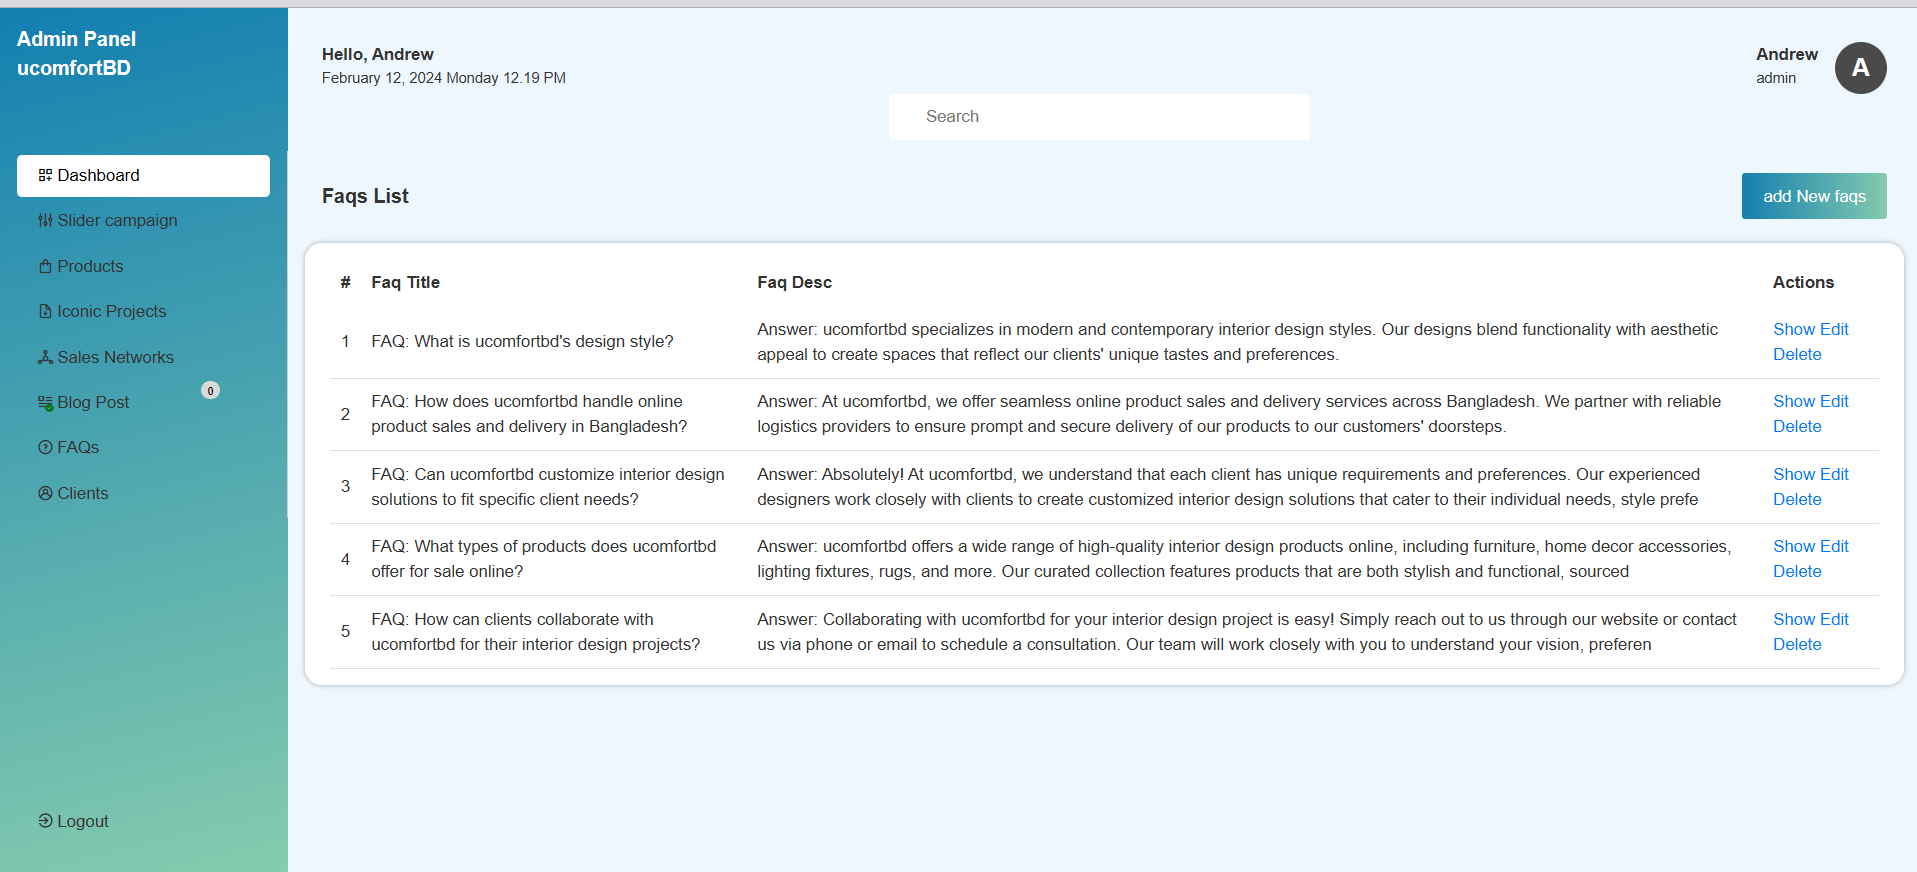 Admin Panel
ucomfortBD
Dashboard
Slider campaign
Products
Iconic Projects
Sales Networks
Blog Post
0
FAQs
Clients
Logout
Hello, Andrew
February 12, 2024 Monday 12.19 PM
Andrew
admin
A
Search
Faqs List
add New faqs
# Faq Title Faq Desc Actions
1
FAQ: What is ucomfortbd's design style?
Answer: ucomfortbd specializes in modern and contemporary interior design styles. Our designs blend functionality with aesthetic
appeal to create spaces that reflect our clients' unique tastes and preferences.
Show Edit
Delete
2
FAQ: How does ucomfortbd handle online
product sales and delivery in Bangladesh?
Answer: At ucomfortbd, we offer seamless online product sales and delivery services across Bangladesh. We partner with reliable
logistics providers to ensure prompt and secure delivery of our products to our customers' doorsteps.
Show Edit
Delete
3
FAQ: Can ucomfortbd customize interior design
solutions to fit specific client needs?
Answer: Absolutely! At ucomfortbd, we understand that each client has unique requirements and preferences. Our experienced
designers work closely with clients to create customized interior design solutions that cater to their individual needs, style prefe
Show Edit
Delete
4
FAQ: What types of products does ucomfortbd
offer for sale online?
Answer: ucomfortbd offers a wide range of high-quality interior design products online, including furniture, home decor accessories,
lighting fixtures, rugs, and more. Our curated collection features products that are both stylish and functional, sourced
Show Edit
Delete
5
FAQ: How can clients collaborate with
ucomfortbd for their interior design projects?
Answer: Collaborating with ucomfortbd for your interior design project is easy! Simply reach out to us through our website or contact
us via phone or email to schedule a consultation. Our team will work closely with you to understand your vision, preferen
Show Edit
Delete